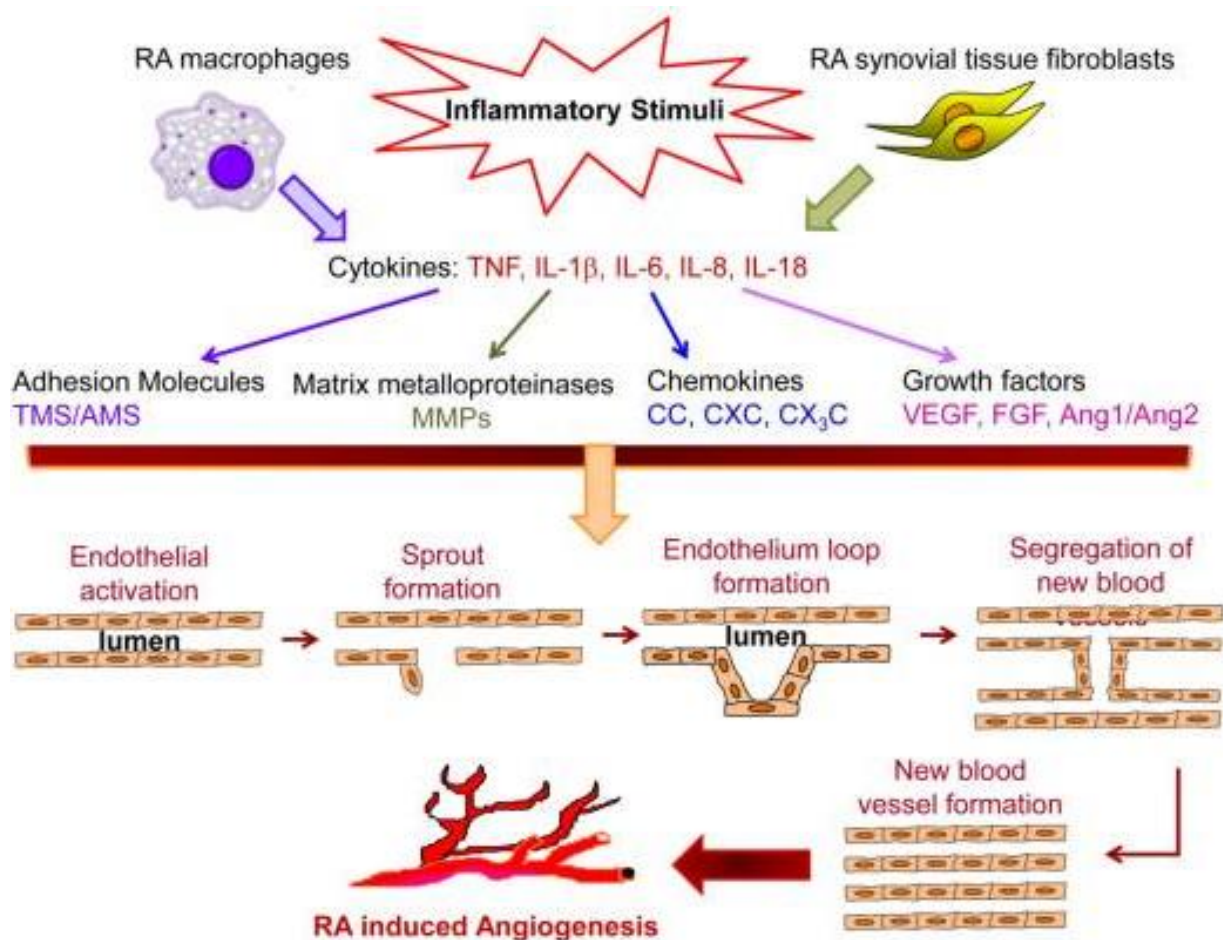 RA macrophages
Inflammatory Stimuli
RA synovial tissue fibroblasts
Cytokines: TNF, IL-1β, IL-6, IL-8, IL-18
Adhesion Molecules
TMS/AMS
Matrix metalloproteinases
MMPs
Chemokines
CC, CXC, CX₃C
Growth factors
VEGF, FGF, Ang1/Ang2
Endothelial
activation
lumen
Sprout
formation
Endothelium loop
formation
lumen
Segregation of
new blood
vessels
New blood
vessel formation
RA induced Angiogenesis